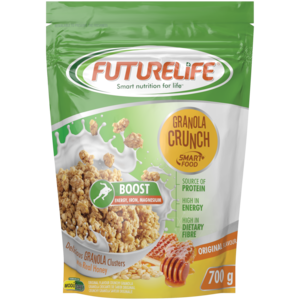 FUTURELIFE
Smart nutrition for life
GRANOLA
CRUNCH
SMART
FOOD
SOURCE OF
PROTEIN
HIGH IN
ENERGY
HIGH IN
DIETARY
FIBRE
BOOST
ENERGY, IRON, MAGNESIUM
GRANOLA Clusters
Honey
ORIGINAL
700 g